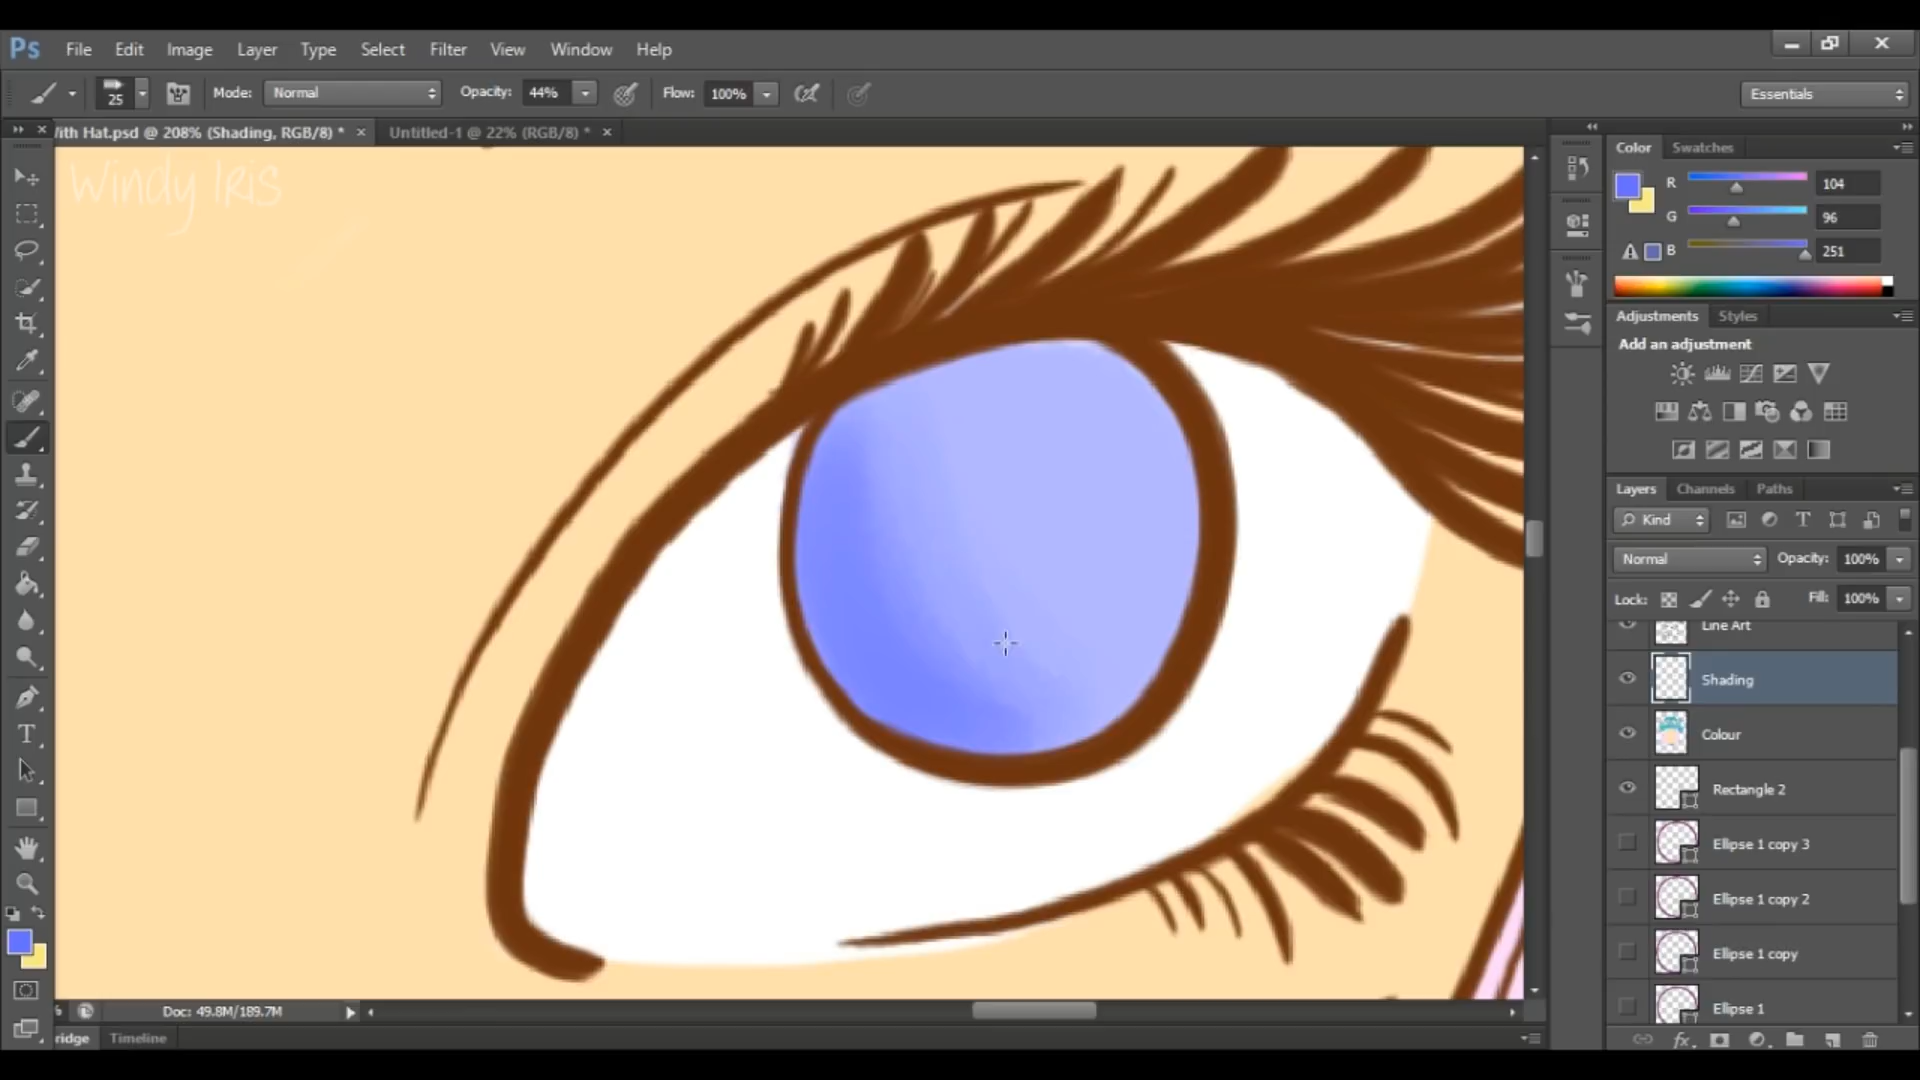 Ps File Edit Image Layer Type Select Filter View Window Help
25 Mode: Normal Opacity: 44% Flow: 100% Essentials
ith Hat.psd @ 208% (Shading, RGB/8) * × Untitled-1 @ 22% (RGB/8) * ×
Windy Iris
Color Swatches
R 104
G 96
B 251
Adjustments Styles
Add an adjustment
Layers Channels Paths
Kind
Normal Opacity: 100%
Lock: Fill: 100%
Line Art
Shading
Colour
Rectangle 2
Ellipse 1 copy 3
Ellipse 1 copy 2
Ellipse 1 copy
Ellipse 1
% Doc: 49.8M/189.7M
ridge Timeline